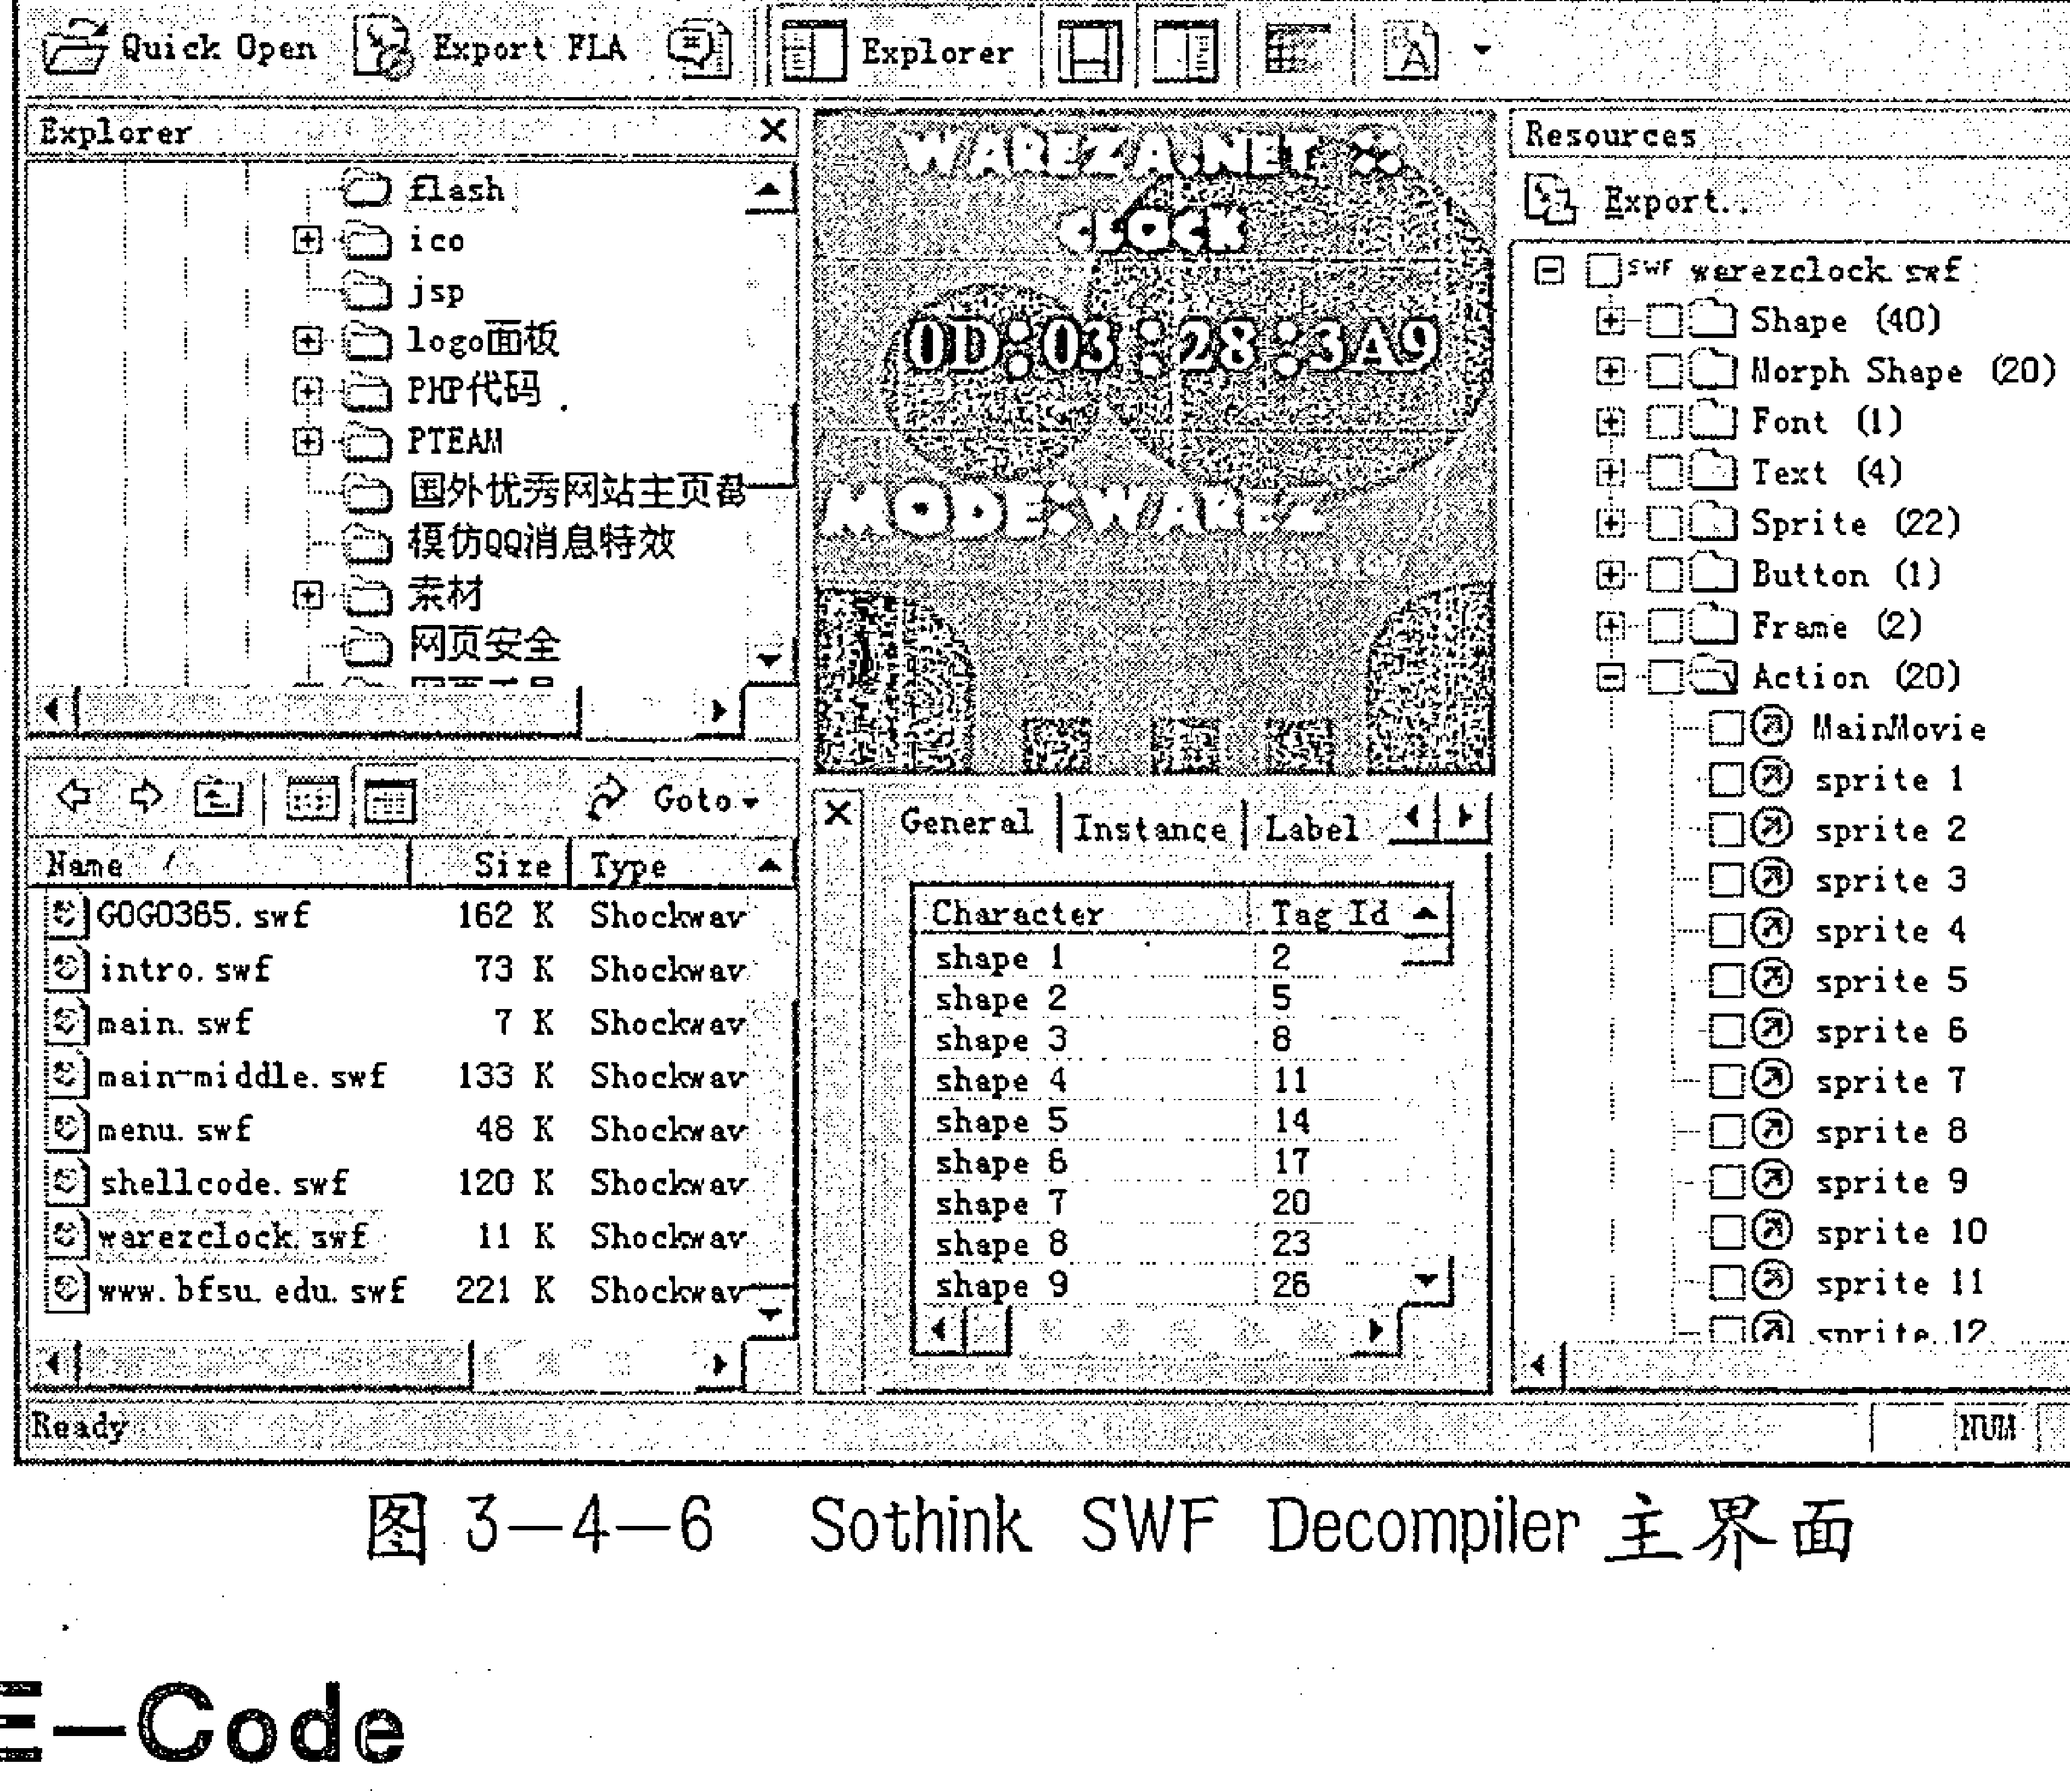 Quick Open Export FLA Explorer
Explorer
flash
ico
jsp
logo面板
PHP代码
PTEAM
国外优秀网站主页都
模仿QQ消息特效
素材
网页安全
Goto
Name Size Type
GOGO365.swf 162 K Shockwav
intro.swf 73 K Shockwav
main.swf 7 K Shockwav
main-middle.swf 133 K Shockwav
menu.swf 48 K Shockwav
shellcode.swf 120 K Shockwav
warezclock.swf 11 K Shockwav
www.bfsu.edu.swf 221 K Shockwav
WAREZA.NET
CLOCK
0D:03:28:3A9
MODE:WAREZ
General Instance Label
Character Tag Id
shape 1 2
shape 2 5
shape 3 8
shape 4 11
shape 5 14
shape 6 17
shape 7 20
shape 8 23
shape 9 26
Resources
Export..
SWF warezclock.swf
Shape (40)
Morph Shape (20)
Font (1)
Text (4)
Sprite (22)
Button (1)
Frame (2)
Action (20)
MainMovie
sprite 1
sprite 2
sprite 3
sprite 4
sprite 5
sprite 6
sprite 7
sprite 8
sprite 9
sprite 10
sprite 11
sprite 12
Ready NUM
图 3-4-6 Sothink SWF Decompiler 主界面
E-Code